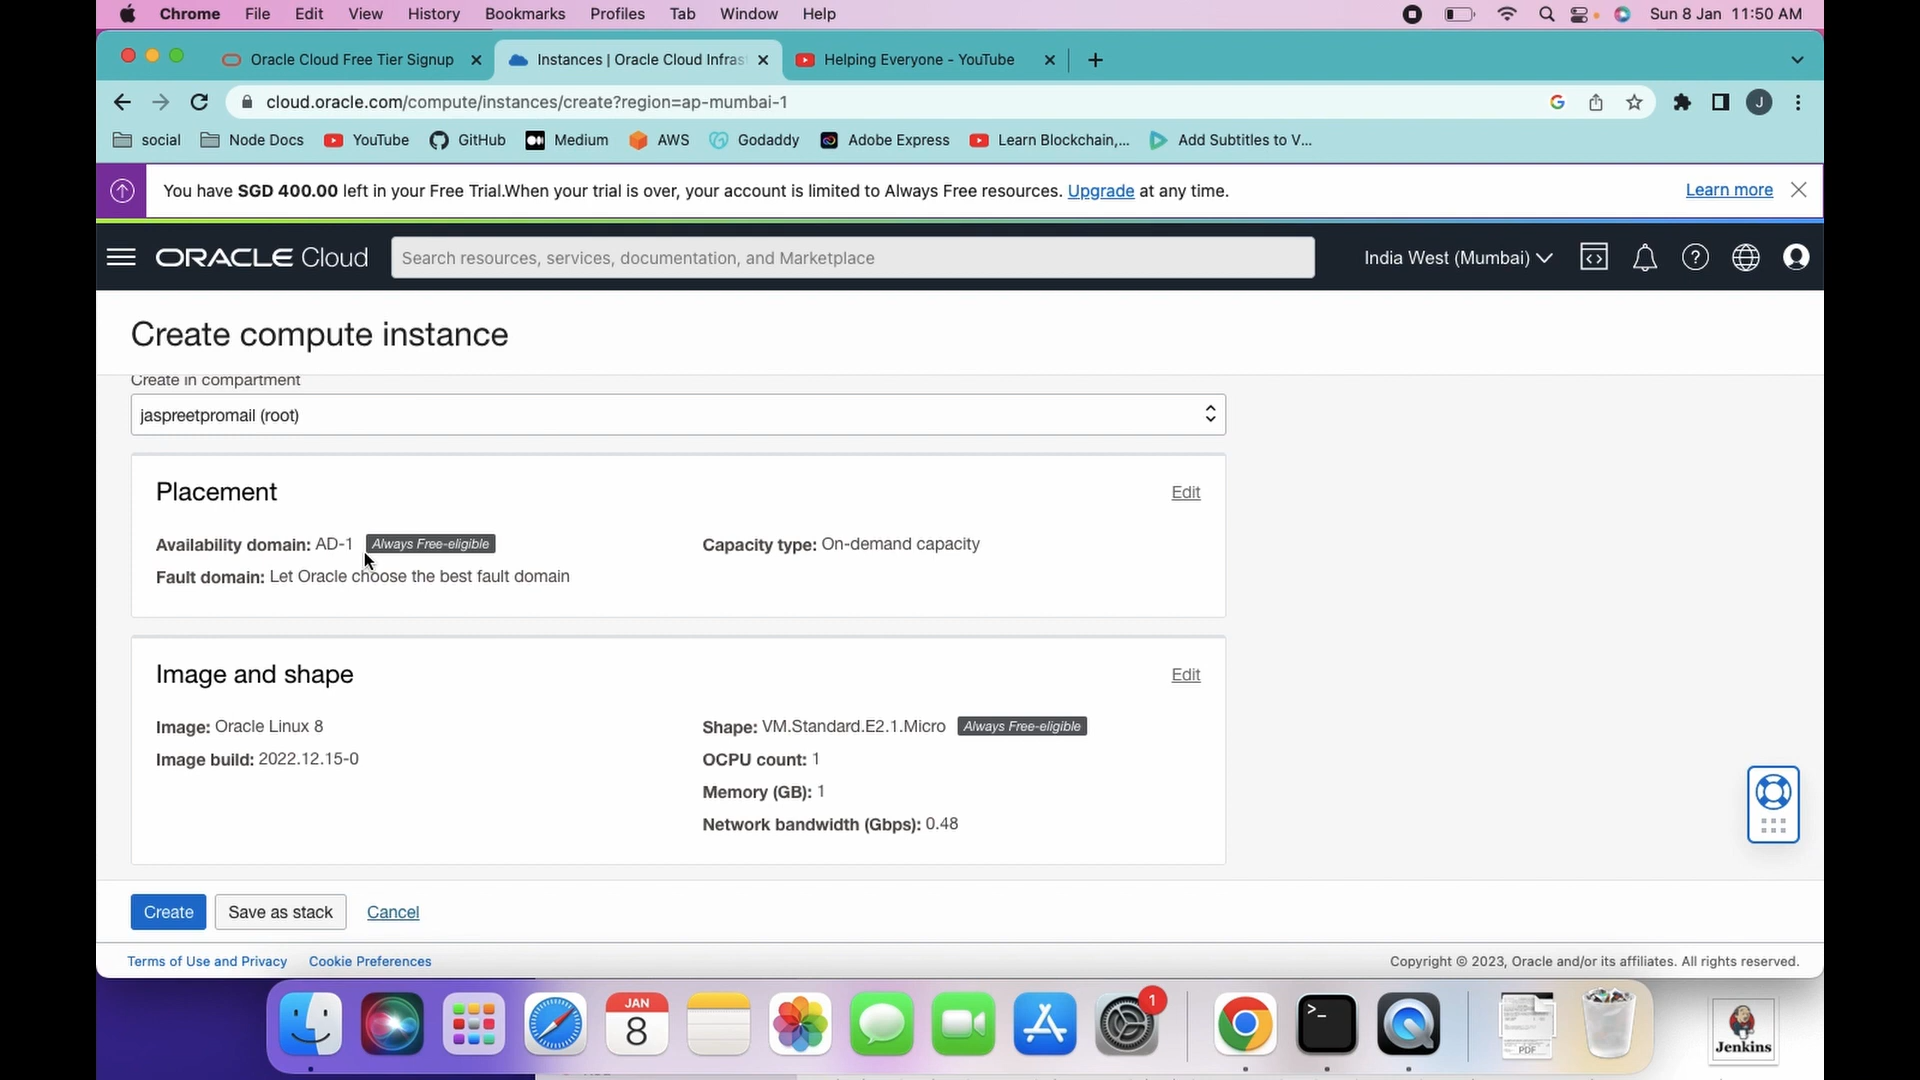 Chrome File Edit View History Bookmarks Profiles Tab Window Help Sun 8 Jan 11:50 AM
Oracle Cloud Free Tier Signup Instances | Oracle Cloud Infras Helping Everyone - YouTube
cloud.oracle.com/compute/instances/create?region=ap-mumbai-1 J
social Node Docs YouTube GitHub Medium AWS Godaddy Adobe Express Learn Blockchain,... Add Subtitles to V...
You have SGD 400.00 left in your Free Trial.When your trial is over, your account is limited to Always Free resources. Upgrade at any time. Learn more
ORACLE Cloud Search resources, services, documentation, and Marketplace India West (Mumbai)
Create compute instance
Create in compartment
jaspreetpromail (root)
Placement Edit
Availability domain: AD-1 Always Free-eligible Capacity type: On-demand capacity
Fault domain: Let Oracle choose the best fault domain
Image and shape Edit
Image: Oracle Linux 8 Shape: VM.Standard.E2.1.Micro Always Free-eligible
Image build: 2022.12.15-0 OCPU count: 1
Memory (GB): 1
Network bandwidth (Gbps): 0.48
Create Save as stack Cancel
Terms of Use and Privacy Cookie Preferences Copyright © 2023, Oracle and/or its affiliates. All rights reserved.
JAN
8
1
>_
PDF
Jenkins